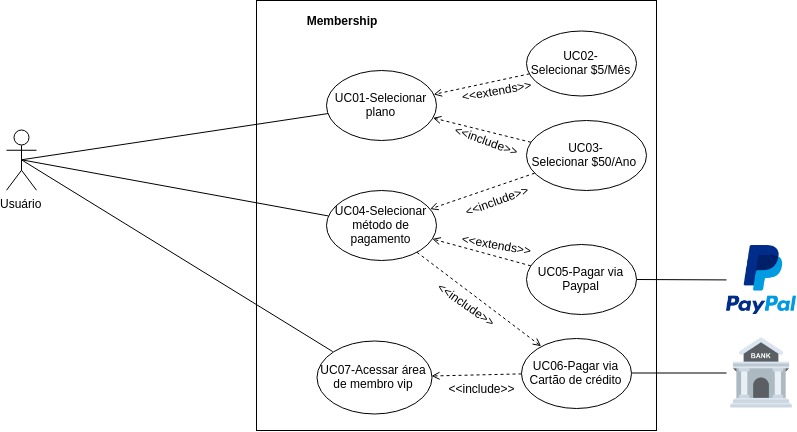 Membership
UC02-
Selecionar $5/Mês
UC01-Selecionar
plano
<<extends>>
<<include>>
UC03-
Selecionar $50/Ano
Usuário
<<include>>
UC04-Selecionar
método de
pagamento
<<extends>>
UC05-Pagar via
Paypal
PayPal
<<include>>
BANK
UC07-Acessar área
de membro vip
<<include>>
UC06-Pagar via
Cartão de crédito